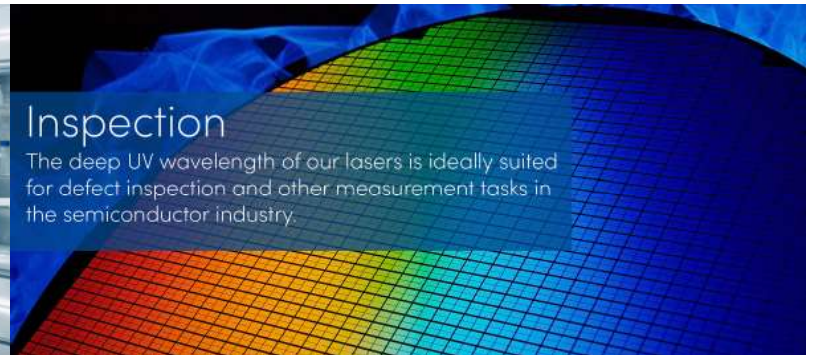 Inspection
The deep UV wavelength of our lasers is ideally suited
for defect inspection and other measurement tasks in
the semiconductor industry.